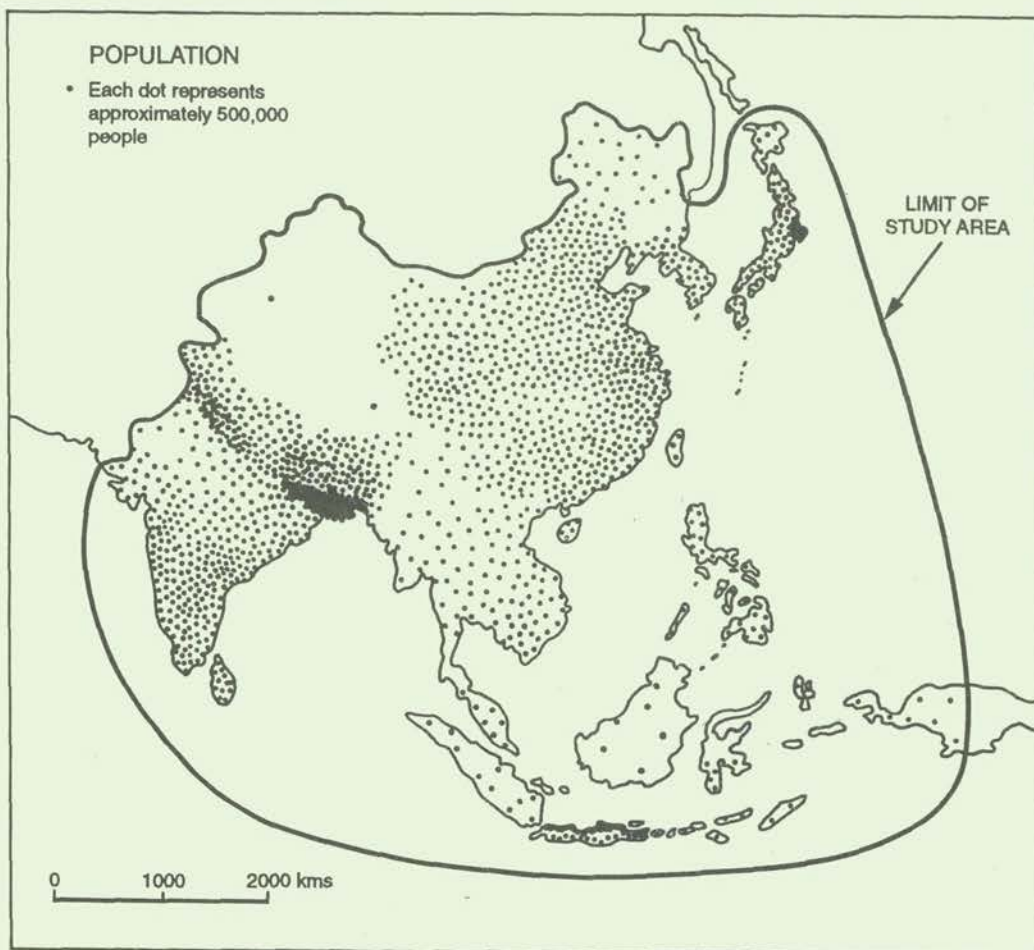 POPULATION
• Each dot represents
approximately 500,000
people
LIMIT OF
STUDY AREA
0 1000 2000 kms